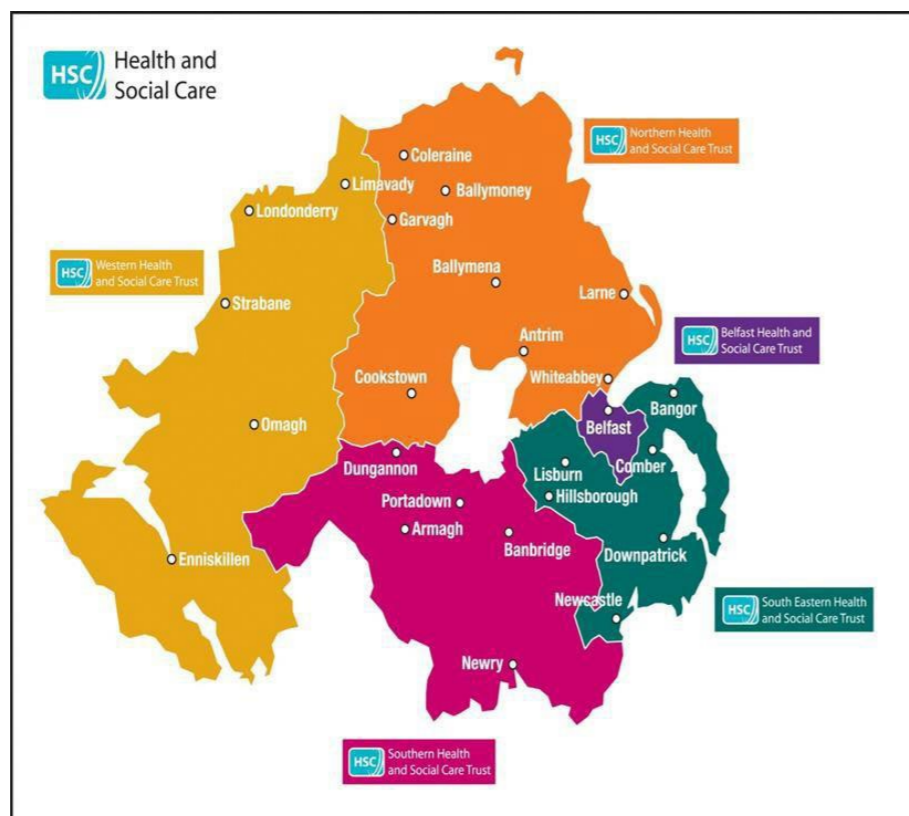 HSC Health and
Social Care
HSC Northern Health
and Social Care Trust
Coleraine
Limavady
Ballymoney
Londonderry
Garvagh
HSC Western Health
and Social Care Trust
Ballymena
Larne
Strabane
HSC Belfast Health and
Social Care Trust
Antrim
Whiteabbey
Cookstown
Bangor
Omagh
Belfast
Dungannon
Comber
Lisburn
Hillsborough
Portadown
Armagh
Banbridge
Enniskillen
Downpatrick
Newcastle
HSC South Eastern Health
and Social Care Trust
Newry
HSC Southern Health
and Social Care Trust